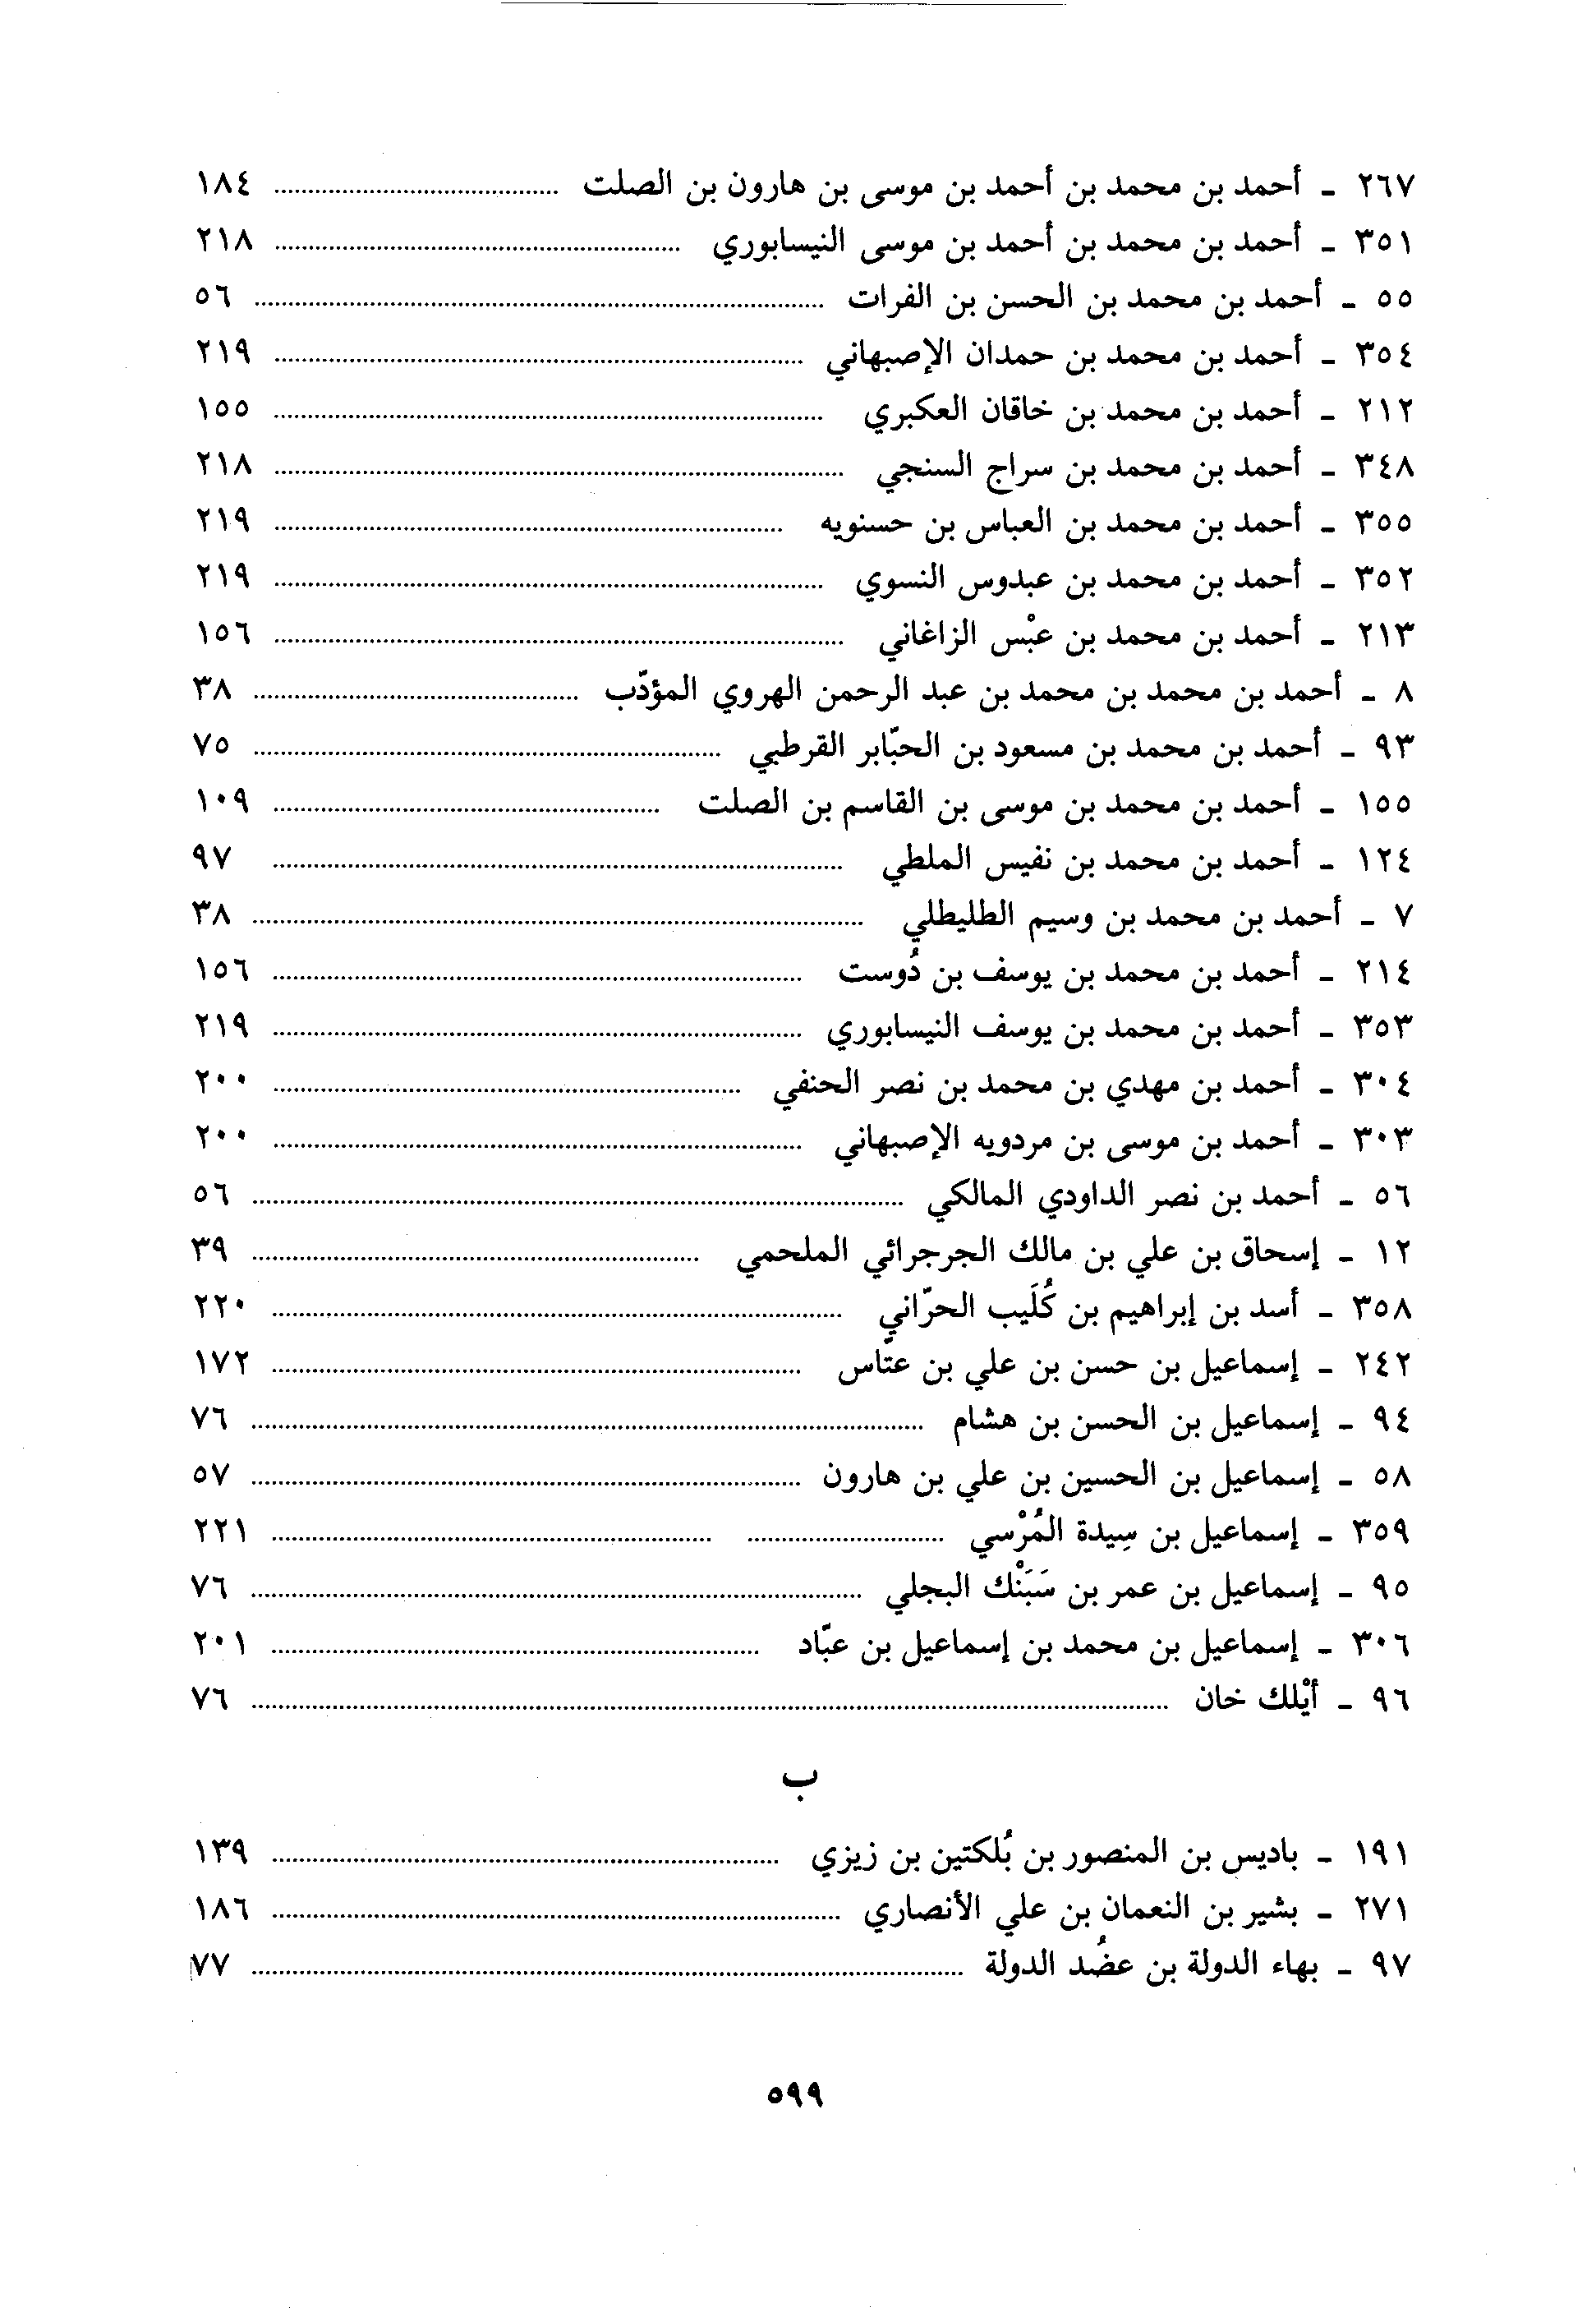 ٢٦٧ - أحمد بن محمد بن أحمد بن موسى بن هارون بن الصلت ........ ١٨٤
٣٥١ - أحمد بن محمد بن أحمد بن موسى النيسابوري ........ ٢١٨
٥٥ - أحمد بن محمد بن الحسن بن الفرات ........ ٥٦
٣٥٤ - أحمد بن محمد بن حمدان الإصبهاني ........ ٢١٩
٢١٢ - أحمد بن محمد بن خاقان العكبري ........ ١٥٥
٣٤٨ - أحمد بن محمد بن سراج السنجي ........ ٢١٨
٣٥٥ - أحمد بن محمد بن العباس بن حسنويه ........ ٢١٩
٣٥٢ - أحمد بن محمد بن عبدوس النسوي ........ ٢١٩
٢١٣ - أحمد بن محمد بن عبْس الزاغاني ........ ١٥٦
٨ - أحمد بن محمد بن محمد بن عبد الرحمن الهروي المؤدّب ........ ٣٨
٩٣ - أحمد بن محمد بن مسعود بن الحبّابر القرطبي ........ ٧٥
١٥٥ - أحمد بن محمد بن موسى بن القاسم بن الصلت ........ ١٠٩
١٢٤ - أحمد بن محمد بن نفيس الملطي ........ ٩٧
٧ - أحمد بن محمد بن وسيم الطليطلي ........ ٣٨
٢١٤ - أحمد بن محمد بن يوسف بن دُوست ........ ١٥٦
٣٥٣ - أحمد بن محمد بن يوسف النيسابوري ........ ٢١٩
٣٠٤ - أحمد بن مهدي بن محمد بن نصر الحنفي ........ ٢٠٠
٣٠٣ - أحمد بن موسى بن مردويه الإصبهاني ........ ٢٠٠
٥٦ - أحمد بن نصر الداودي المالكي ........ ٥٦
١٢ - إسحاق بن علي بن مالك الجرجرائي الملحمي ........ ٣٩
٣٥٨ - أسد بن إبراهيم بن كُلَيب الحرّاني ........ ٢٢٠
٢٤٢ - إسماعيل بن حسن بن علي بن عتّاس ........ ١٧٢
٩٤ - إسماعيل بن الحسن بن هشام ........ ٧٦
٥٨ - إسماعيل بن الحسين بن علي بن هارون ........ ٥٧
٣٥٩ - إسماعيل بن سِيدة المُرْسي ........ ٢٢١
٩٥ - إسماعيل بن عمر بن سَبَنْك البجلي ........ ٧٦
٣٠٦ - إسماعيل بن محمد بن إسماعيل بن عبّاد ........ ٢٠١
٩٦ - أيْلك خان ........ ٧٦
ب
١٩١ - باديس بن المنصور بن بُلكتين بن زيزي ........ ١٣٩
٢٧١ - بشير بن النعمان بن علي الأنصاري ........ ١٨٦
٩٧ - بهاء الدولة بن عضُد الدولة ........ ٧٧
٥٩٩